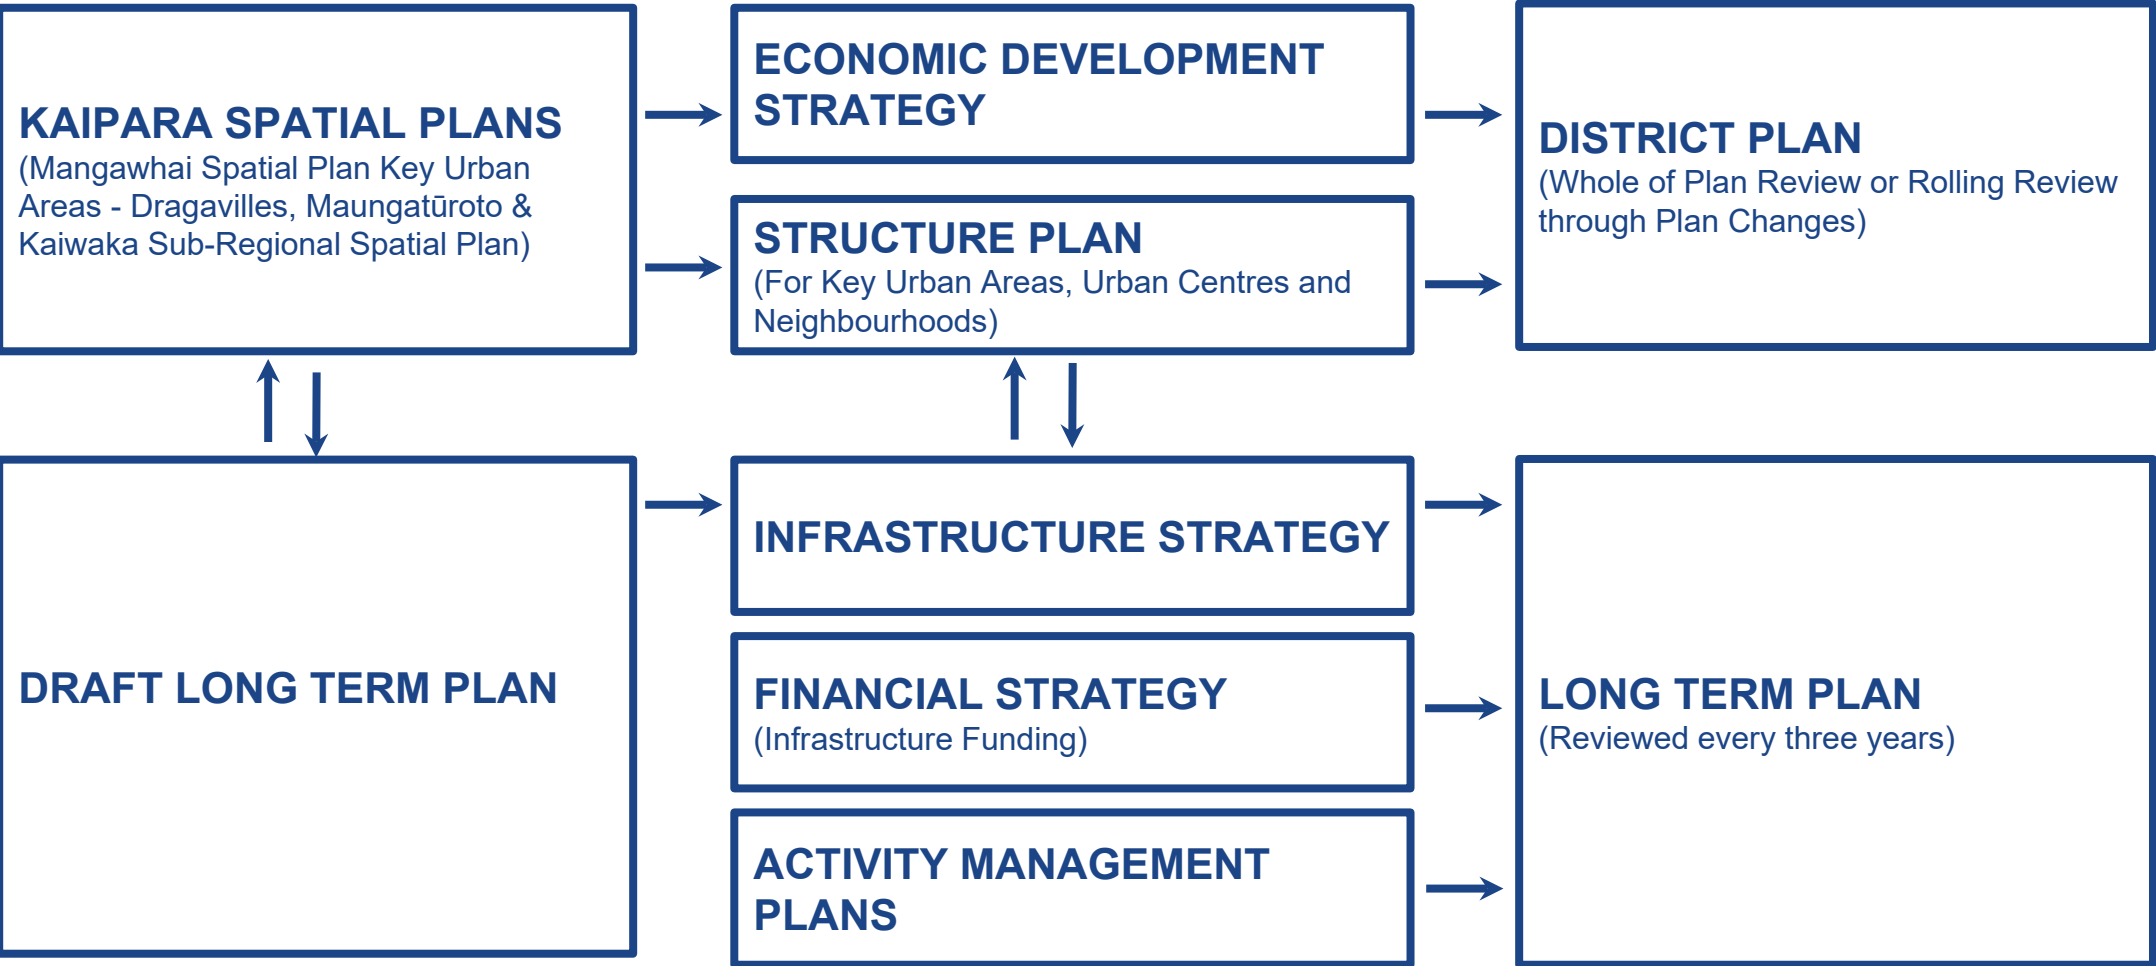 KAIPARA SPATIAL PLANS
(Mangawhai Spatial Plan Key Urban
Areas - Dragavilles, Maungatūroto &
Kaiwaka Sub-Regional Spatial Plan)
ECONOMIC DEVELOPMENT
STRATEGY
STRUCTURE PLAN
(For Key Urban Areas, Urban Centres and
Neighbourhoods)
DISTRICT PLAN
(Whole of Plan Review or Rolling Review
through Plan Changes)
DRAFT LONG TERM PLAN
INFRASTRUCTURE STRATEGY
FINANCIAL STRATEGY
(Infrastructure Funding)
ACTIVITY MANAGEMENT
PLANS
LONG TERM PLAN
(Reviewed every three years)